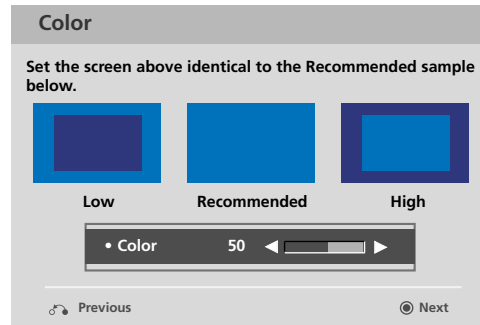 Color
Set the screen above identical to the Recommended sample
below.
Low Recommended High
• Color 50
Previous Next